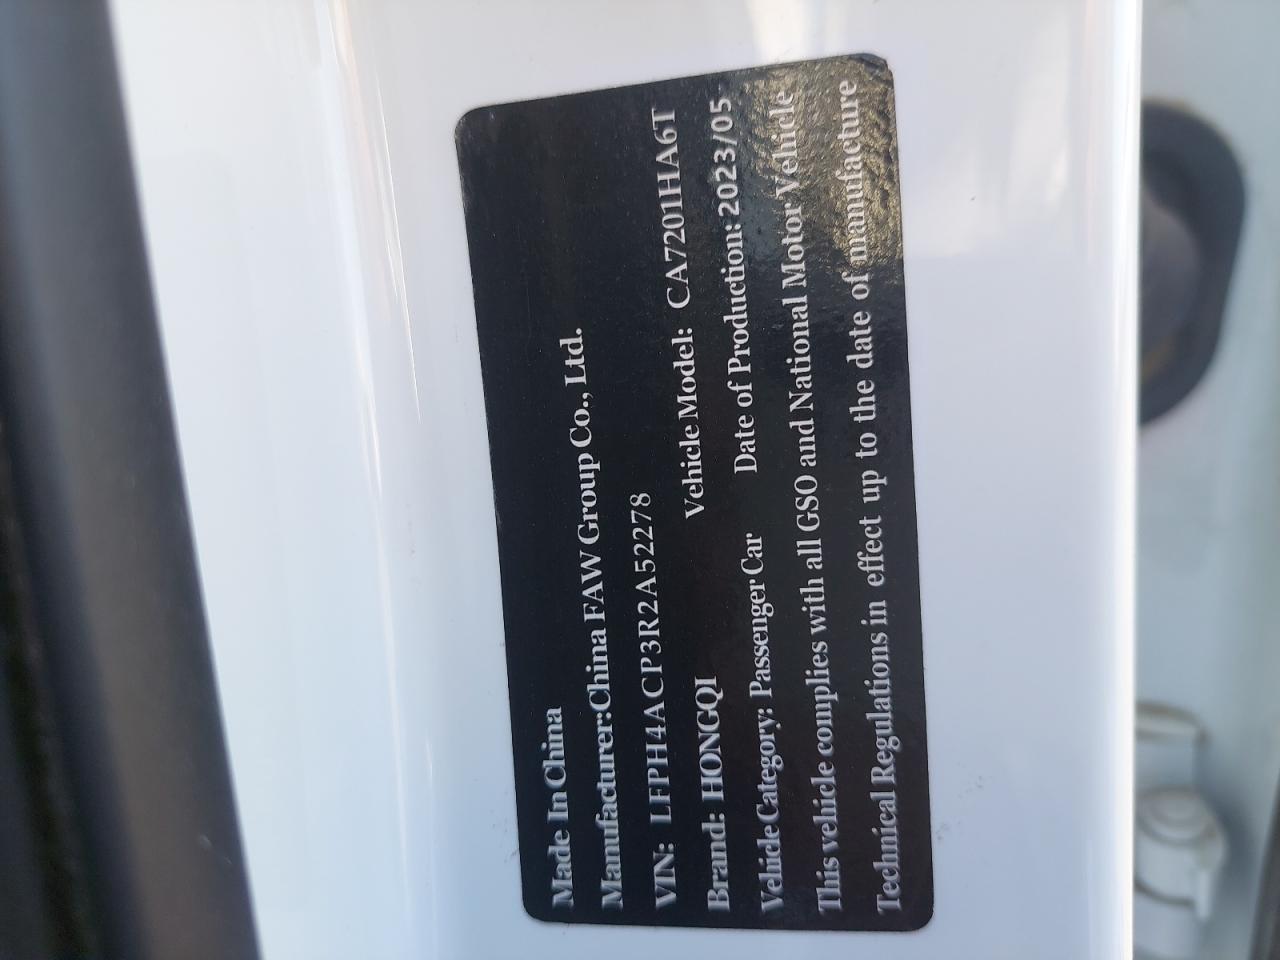 Made In China
Manufacturer:China FAW Group Co., Ltd.
VIN: LFPH4ACP3R2A52278
Brand: HONGQI Vehicle Model: CA7201HA6T
Vehicle Category: Passenger Car Date of Production: 2023/05
This vehicle complies with all GSO and National Motor Vehicle
Technical Regulations in effect up to the date of manufacture